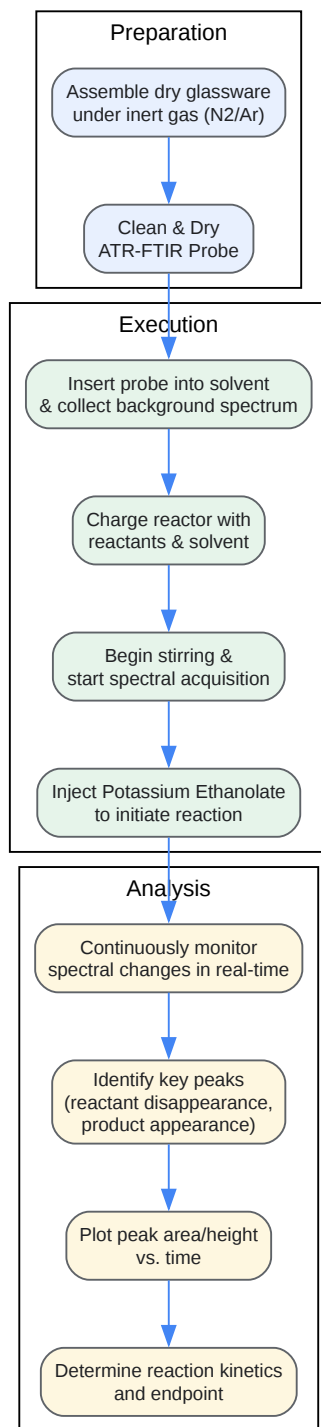 Preparation
Assemble dry glassware
under inert gas (N2/Ar)
Clean & Dry
ATR-FTIR Probe
Execution
Insert probe into solvent
& collect background spectrum
Charge reactor with
reactants & solvent
Begin stirring &
start spectral acquisition
Inject Potassium Ethanolate
to initiate reaction
Analysis
Continuously monitor
spectral changes in real-time
Identify key peaks
(reactant disappearance,
product appearance)
Plot peak area/height
vs. time
Determine reaction kinetics
and endpoint